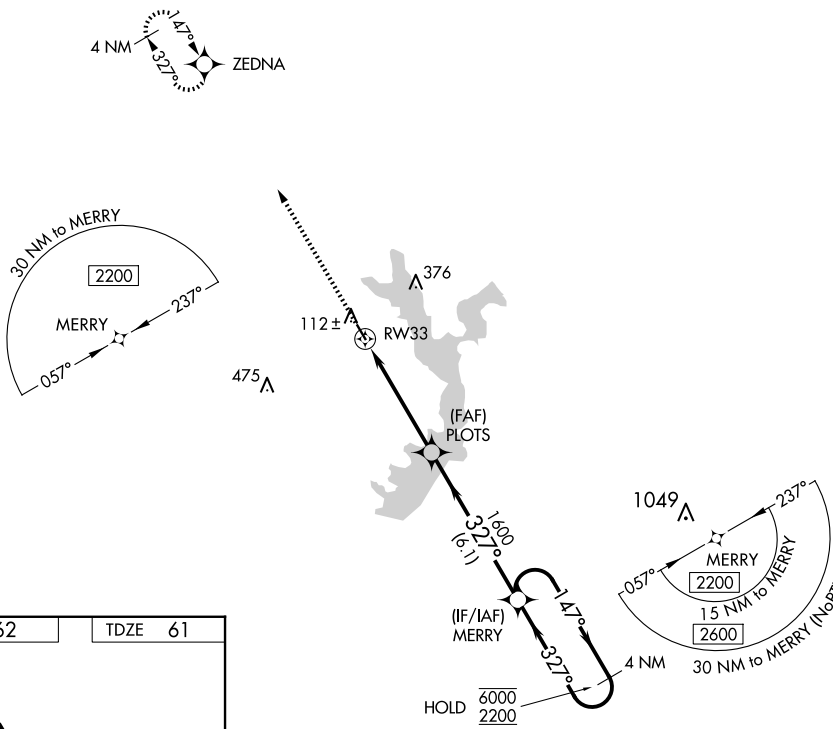 147°
4 NM
327°
ZEDNA
30 NM to MERRY
2200
MERRY
237°
057°
376
112 ±
RW33
475
(FAF)
PLOTS
1600
327°
(6.1)
1049
237°
MERRY
057°
2200
15 NM to MERRY
2600
30 NM to MERRY (NoPT
(IF/IAF)
MERRY
147°
327°
4 NM
HOLD
6000
2200
62
TDZE 61